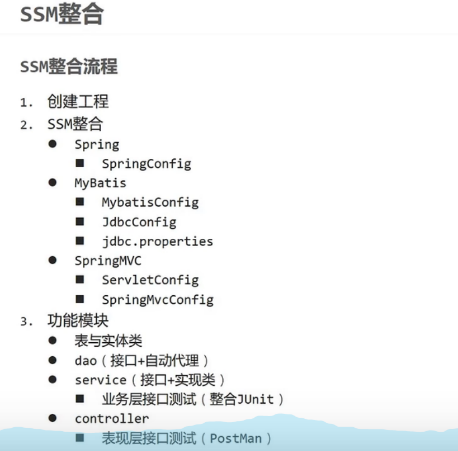 SSM整合
SSM整合流程
1. 创建工程
2. SSM整合
● Spring
■ SpringConfig
● MyBatis
■ MybatisConfig
■ JdbcConfig
■ jdbc.properties
● SpringMVC
■ ServletConfig
■ SpringMvcConfig
3. 功能模块
● 表与实体类
● dao（接口+自动代理）
● service（接口+实现类）
■ 业务层接口测试（整合JUnit）
● controller
■ 表现层接口测试（PostMan）